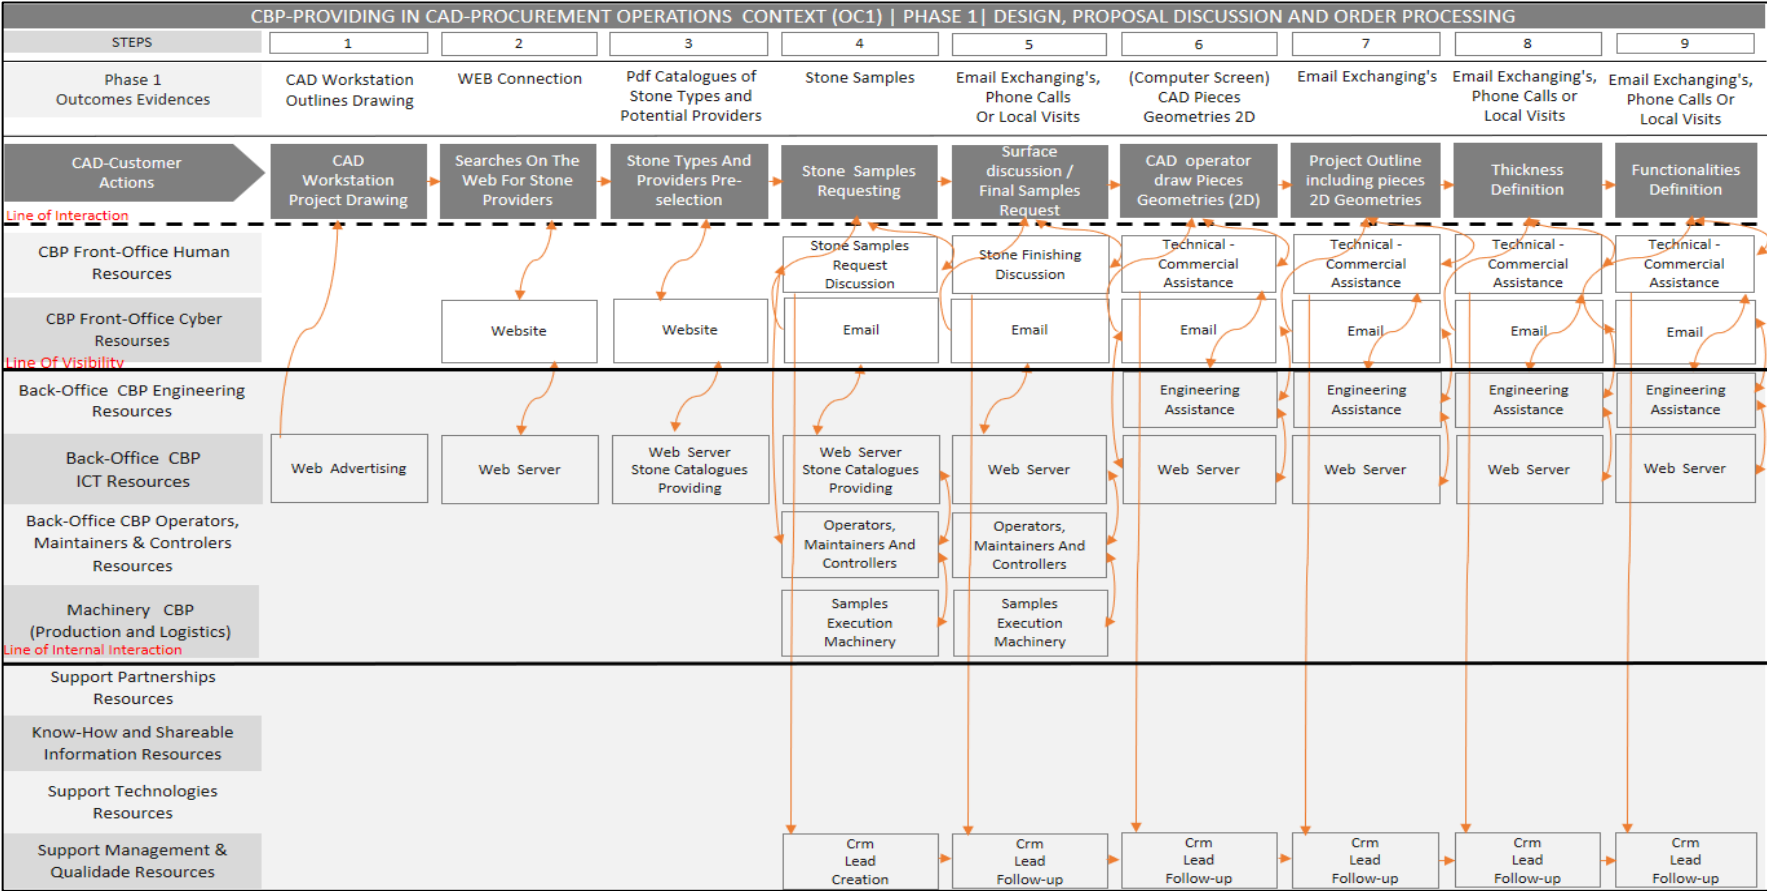 CBP-PROVIDING IN CAD-PROCUREMENT OPERATIONS CONTEXT (OC1) | PHASE 1| DESIGN, PROPOSAL DISCUSSION AND ORDER PROCESSING
STEPS
1
2
3
4
5
6
7
8
9
Phase 1
Outcomes Evidences
CAD Workstation
Outlines Drawing
WEB Connection
Pdf Catalogues of
Stone Types and
Potential Providers
Stone Samples
Email Exchanging's,
Phone Calls
Or Local Visits
(Computer Screen)
CAD Pieces
Geometries 2D
Email Exchanging's
Email Exchanging's,
Phone Calls or
Local Visits
Email Exchanging's,
Phone Calls Or
Local Visits
CAD-Customer
Actions
CAD
Workstation
Project Drawing
Searches On The
Web For Stone
Providers
Stone Types And
Providers Pre-
selection
Stone Samples
Requesting
Surface
discussion /
Final Samples
Request
CAD operator
draw Pieces
Geometries (2D)
Project Outline
including pieces
2D Geometries
Thickness
Definition
Functionalities
Definition
Line of Interaction
CBP Front-Office Human
Resources
Stone Samples
Request
Discussion
Stone Finishing
Discussion
Technical -
Commercial
Assistance
Technical -
Commercial
Assistance
Technical -
Commercial
Assistance
Technical -
Commercial
Assistance
CBP Front-Office Cyber
Resourses
Website
Website
Email
Email
Email
Email
Email
Email
Line Of Visibility
Back-Office CBP Engineering
Resources
Engineering
Assistance
Engineering
Assistance
Engineering
Assistance
Engineering
Assistance
Back-Office CBP
ICT Resources
Web Advertising
Web Server
Web Server
Stone Catalogues
Providing
Web Server
Stone Catalogues
Providing
Web Server
Web Server
Web Server
Web Server
Web Server
Back-Office CBP Operators,
Maintainers & Controlers
Resources
Operators,
Maintainers And
Controllers
Operators,
Maintainers And
Controllers
Machinery CBP
(Production and Logistics)
Samples
Execution
Machinery
Samples
Execution
Machinery
Line of Internal Interaction
Support Partnerships
Resources
Know-How and Shareable
Information Resources
Support Technologies
Resources
Support Management &
Qualidade Resources
Crm
Lead
Creation
Crm
Lead
Follow-up
Crm
Lead
Follow-up
Crm
Lead
Follow-up
Crm
Lead
Follow-up
Crm
Lead
Follow-up